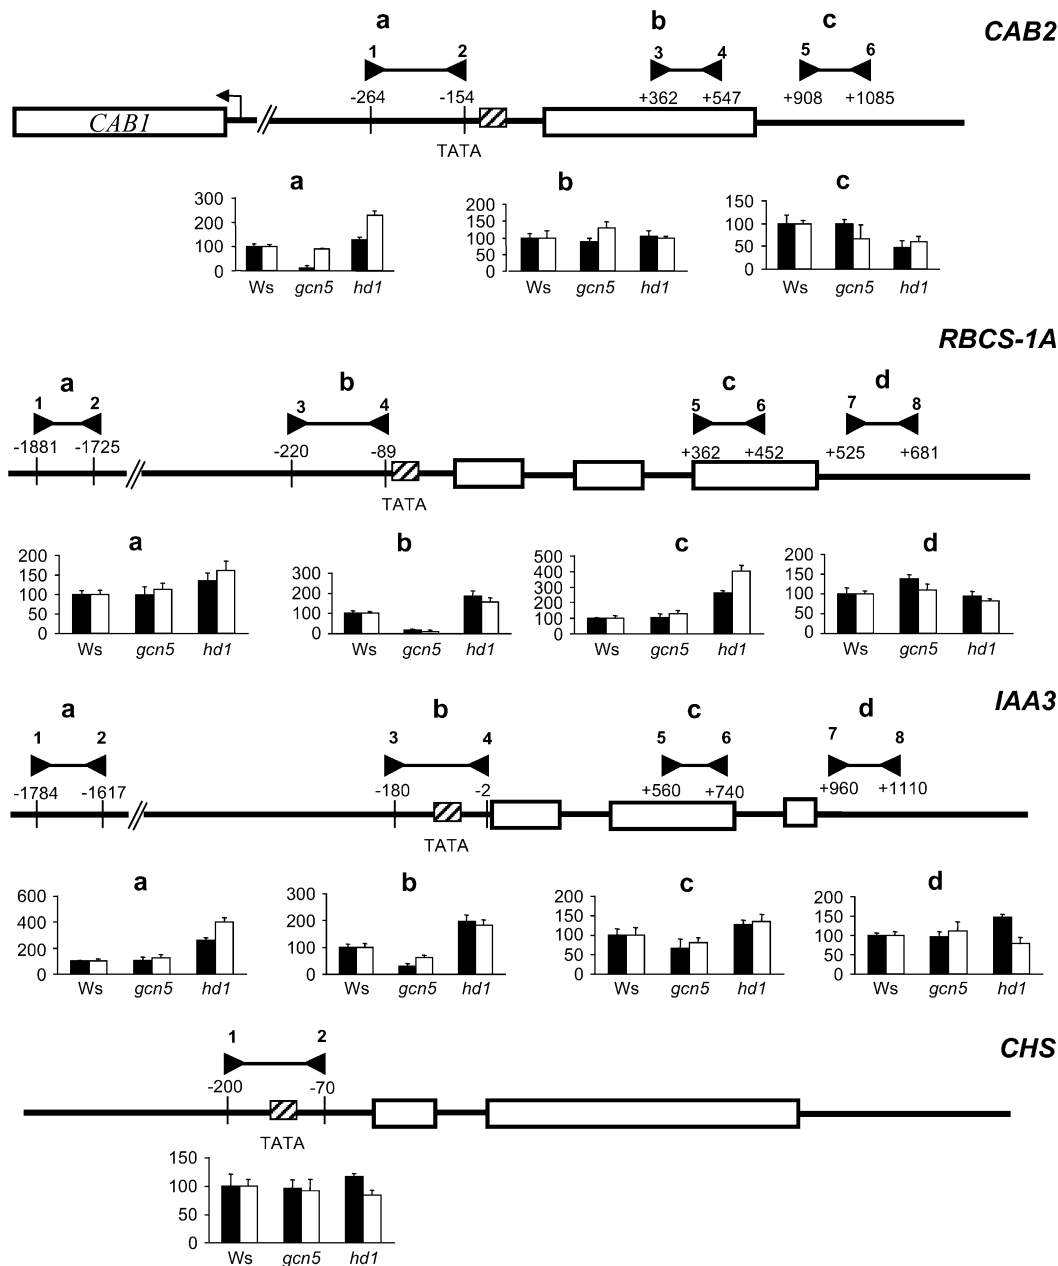 a b c CAB2
1 2 3 4 5 6
-264 -154 +362 +547 +908 +1085
CAB1
TATA
a b c
300
200
100
0
Ws gcn5 hd1
200
150
100
50
0
Ws gcn5 hd1
150
100
50
0
Ws gcn5 hd1
RBCS-1A
a b c d
1 2 3 4 5 6 7 8
-1881 -1725 -220 -89 +362 +452 +525 +681
TATA
a b c d
200
150
100
50
0
Ws gcn5 hd1
300
200
100
0
Ws gcn5 hd1
500
400
300
200
100
0
Ws gcn5 hd1
200
150
100
50
0
Ws gcn5 hd1
IAA3
a b c d
1 2 3 4 5 6 7 8
-1784 -1617 -180 -2 +560 +740 +960 +1110
TATA
a b c d
600
400
200
0
Ws gcn5 hd1
300
200
100
0
Ws gcn5 hd1
200
150
100
50
0
Ws gcn5 hd1
200
150
100
50
0
Ws gcn5 hd1
CHS
1 2
-200 -70
TATA
150
100
50
0
Ws gcn5 hd1